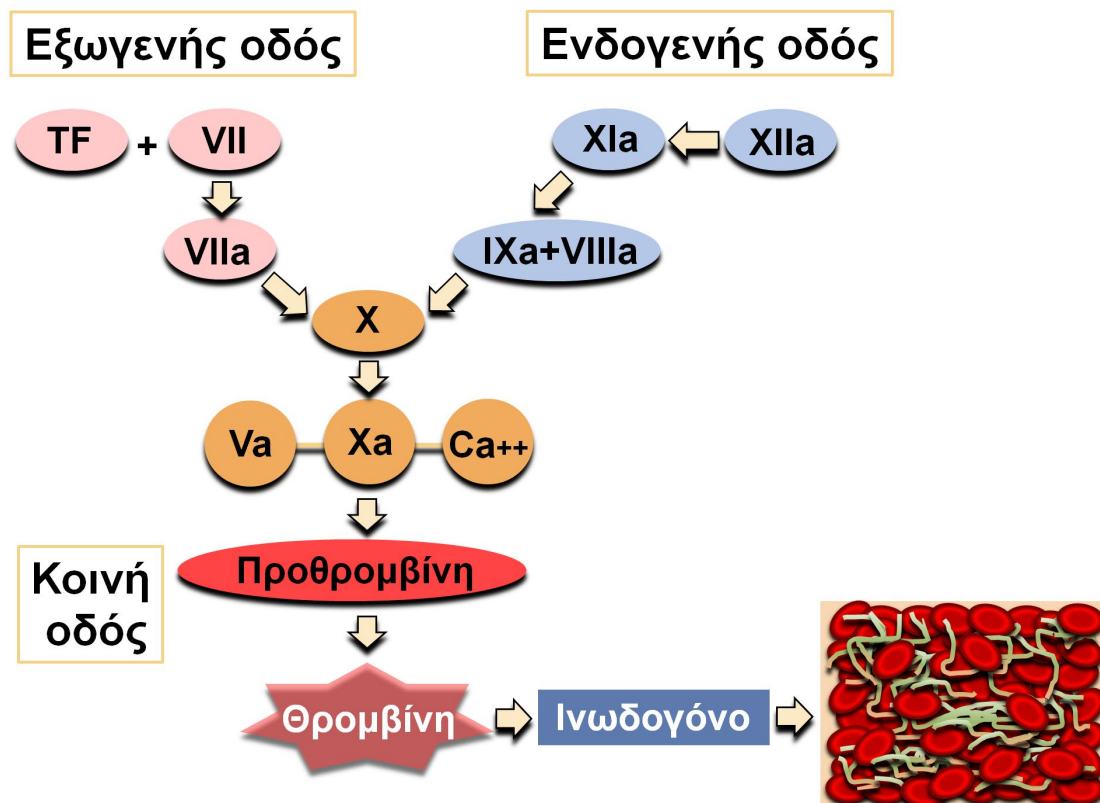 Εξωγενής οδός
Ενδογενής οδός
TF + VII
XIa
XIIa
VIIa
IXa+VIIIa
X
Va
Xa
Ca++
Προθρομβίνη
Κοινή
οδός
Θρομβίνη
Ινωδογόνο